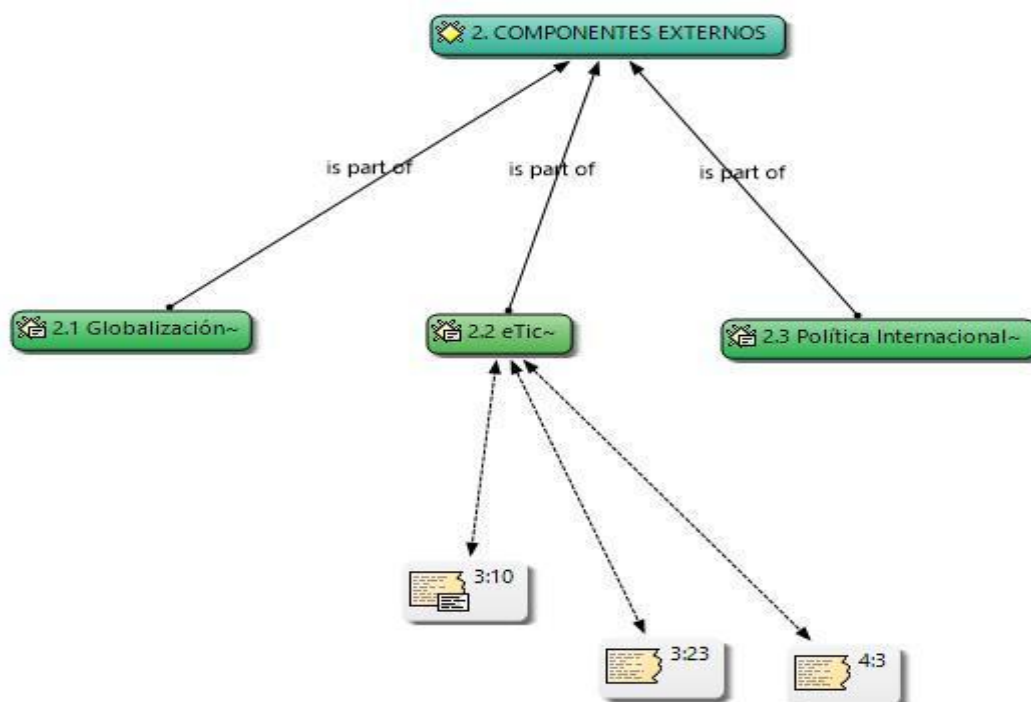 2. COMPONENTES EXTERNOS
is part of
is part of
is part of
2.1 Globalización~
2.2 eTic~
2.3 Política Internacional~
3:10
3:23
4:3